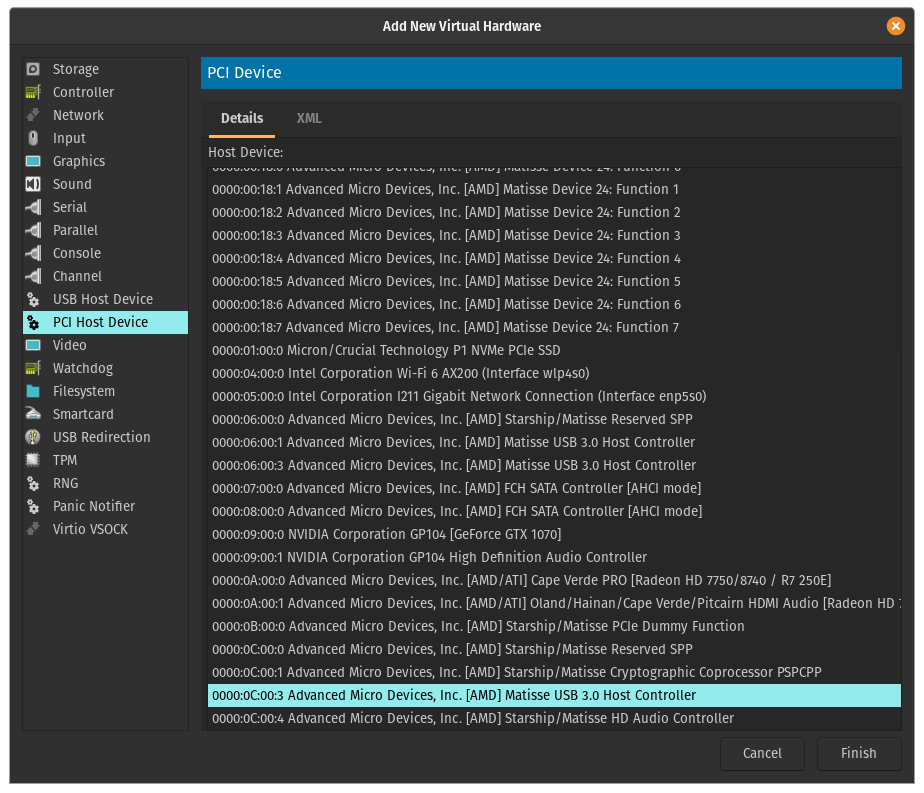 Add New Virtual Hardware
Storage
Controller
Network
Input
Graphics
Sound
Serial
Parallel
Console
Channel
USB Host Device
PCI Host Device
Video
Watchdog
Filesystem
Smartcard
USB Redirection
TPM
RNG
Panic Notifier
Virtio VSOCK
PCI Device
Details XML
Host Device:
0000:00:18:0 Advanced Micro Devices, Inc. [AMD] Matisse Device 24: Function 0
0000:00:18:1 Advanced Micro Devices, Inc. [AMD] Matisse Device 24: Function 1
0000:00:18:2 Advanced Micro Devices, Inc. [AMD] Matisse Device 24: Function 2
0000:00:18:3 Advanced Micro Devices, Inc. [AMD] Matisse Device 24: Function 3
0000:00:18:4 Advanced Micro Devices, Inc. [AMD] Matisse Device 24: Function 4
0000:00:18:5 Advanced Micro Devices, Inc. [AMD] Matisse Device 24: Function 5
0000:00:18:6 Advanced Micro Devices, Inc. [AMD] Matisse Device 24: Function 6
0000:00:18:7 Advanced Micro Devices, Inc. [AMD] Matisse Device 24: Function 7
0000:01:00:0 Micron/Crucial Technology P1 NVMe PCIe SSD
0000:04:00:0 Intel Corporation Wi-Fi 6 AX200 (Interface wlp4s0)
0000:05:00:0 Intel Corporation I211 Gigabit Network Connection (Interface enp5s0)
0000:06:00:0 Advanced Micro Devices, Inc. [AMD] Starship/Matisse Reserved SPP
0000:06:00:1 Advanced Micro Devices, Inc. [AMD] Matisse USB 3.0 Host Controller
0000:06:00:3 Advanced Micro Devices, Inc. [AMD] Matisse USB 3.0 Host Controller
0000:07:00:0 Advanced Micro Devices, Inc. [AMD] FCH SATA Controller [AHCI mode]
0000:08:00:0 Advanced Micro Devices, Inc. [AMD] FCH SATA Controller [AHCI mode]
0000:09:00:0 NVIDIA Corporation GP104 [GeForce GTX 1070]
0000:09:00:1 NVIDIA Corporation GP104 High Definition Audio Controller
0000:0A:00:0 Advanced Micro Devices, Inc. [AMD/ATI] Cape Verde PRO [Radeon HD 7750/8740 / R7 250E]
0000:0A:00:1 Advanced Micro Devices, Inc. [AMD/ATI] Oland/Hainan/Cape Verde/Pitcairn HDMI Audio [Radeon HD
0000:0B:00:0 Advanced Micro Devices, Inc. [AMD] Starship/Matisse PCIe Dummy Function
0000:0C:00:0 Advanced Micro Devices, Inc. [AMD] Starship/Matisse Reserved SPP
0000:0C:00:1 Advanced Micro Devices, Inc. [AMD] Starship/Matisse Cryptographic Coprocessor PSPCPP
0000:0C:00:3 Advanced Micro Devices, Inc. [AMD] Matisse USB 3.0 Host Controller
0000:0C:00:4 Advanced Micro Devices, Inc. [AMD] Starship/Matisse HD Audio Controller
Cancel Finish